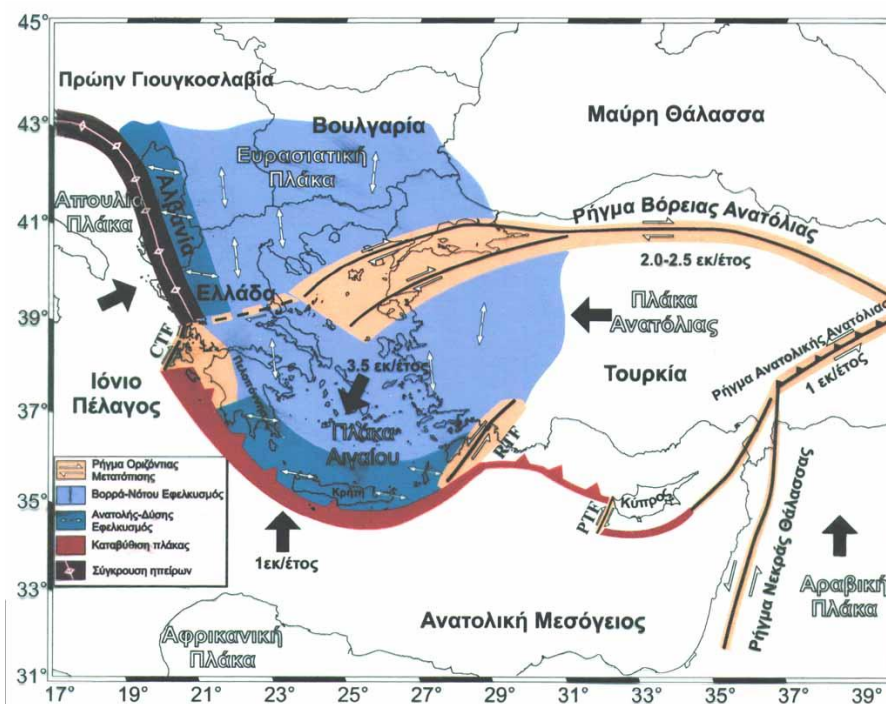 45°
43°
41°
39°
37°
35°
33°
31°
17°
19°
21°
23°
25°
27°
29°
31°
33°
35°
37°
39°
Πρώην Γιουγκοσλαβία
Βουλγαρία
Μαύρη Θάλασσα
Ευρασιατική
Πλάκα
Απουλία
Πλάκα
Αλβανία
Ρήγμα Βόρειας Ανατόλιας
2.0-2.5 εκ/έτος
Ελλάδα
Πλάκα
Ανατόλιας
CTF
Πελοπόννησος
3.5 εκ/έτος
Τουρκία
Ρήγμα Ανατολικής Ανατόλιας
1 εκ/έτος
Ιόνιο
Πέλαγος
Πλάκα
Αιγαίου
RTF
Κρήτη
Κύπρος
PTF
1εκ/έτος
Ρήγμα Νεκράς Θάλασσας
Αραβική
Πλάκα
Ανατολική Μεσόγειος
Αφρικανική
Πλάκα
Ρήγμα Οριζόντιας
Μετατόπισης
Βορρά-Νότου Εφελκυσμός
Ανατολής-Δύσης
Εφελκυσμός
Καταβύθιση πλάκας
Σύγκρουση ηπείρων